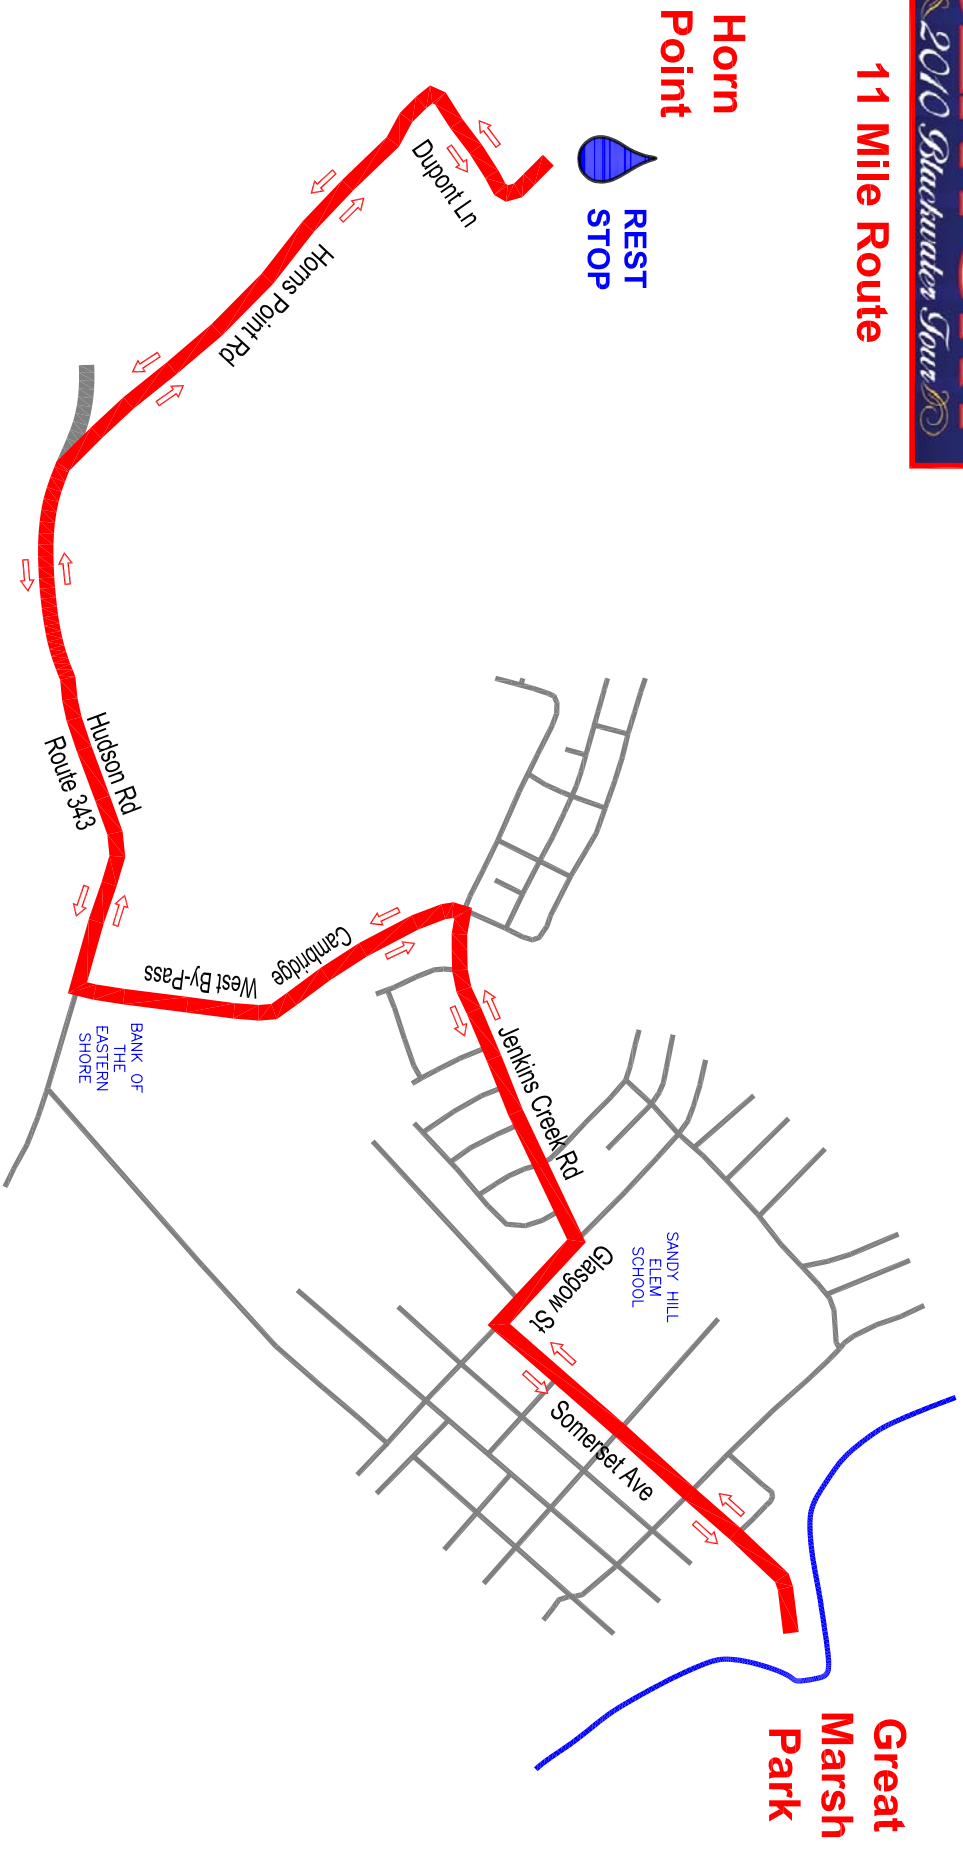 2010 Blackwater Tour
11 Mile Route
Horn
Point
REST
STOP
Dupont Ln
Horns Point Rd
Hudson Rd
Route 343
Cambridge
West By-Pass
BANK OF
THE
EASTERN
SHORE
Jenkins Creek Rd
Glasgow
St
SANDY HILL
ELEM
SCHOOL
Somerset Ave
Great
Marsh
Park